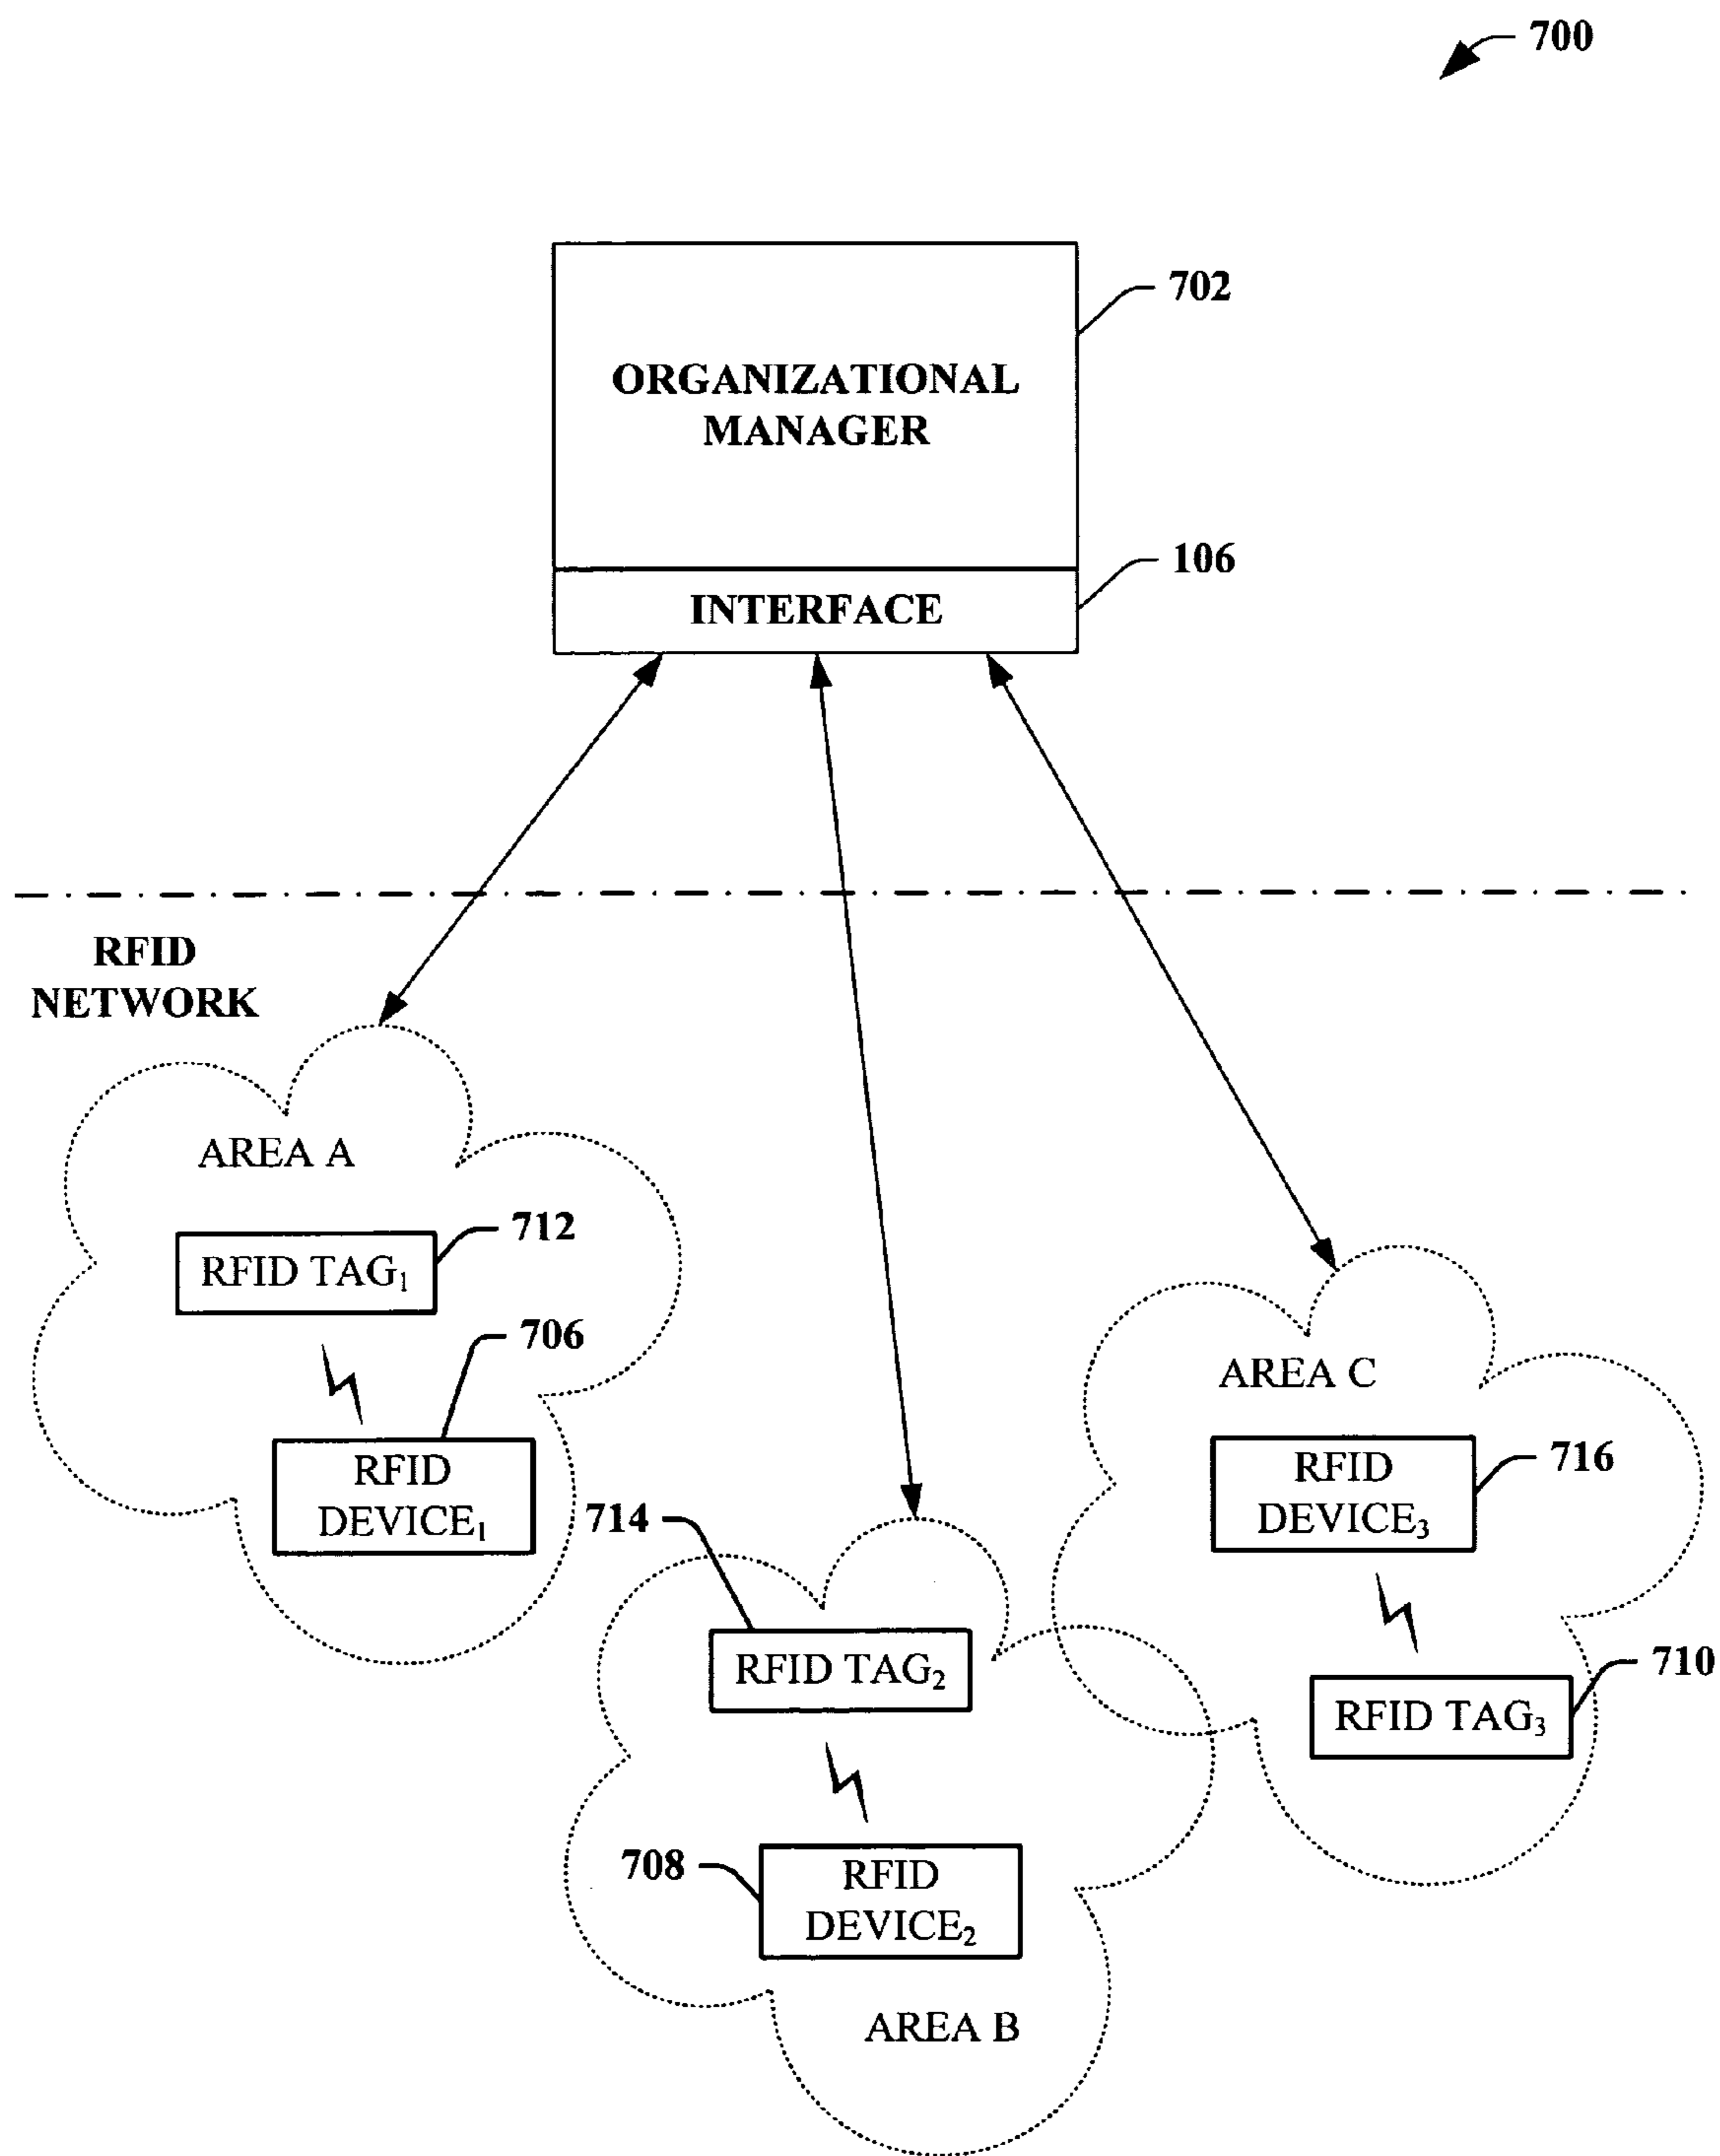 700
702
ORGANIZATIONAL
MANAGER
106
INTERFACE
RFID
NETWORK
AREA A
712
RFID TAG₁
706
RFID
DEVICE₁
AREA C
716
RFID
DEVICE₃
714
RFID TAG₂
710
RFID TAG₃
708
RFID
DEVICE₂
AREA B